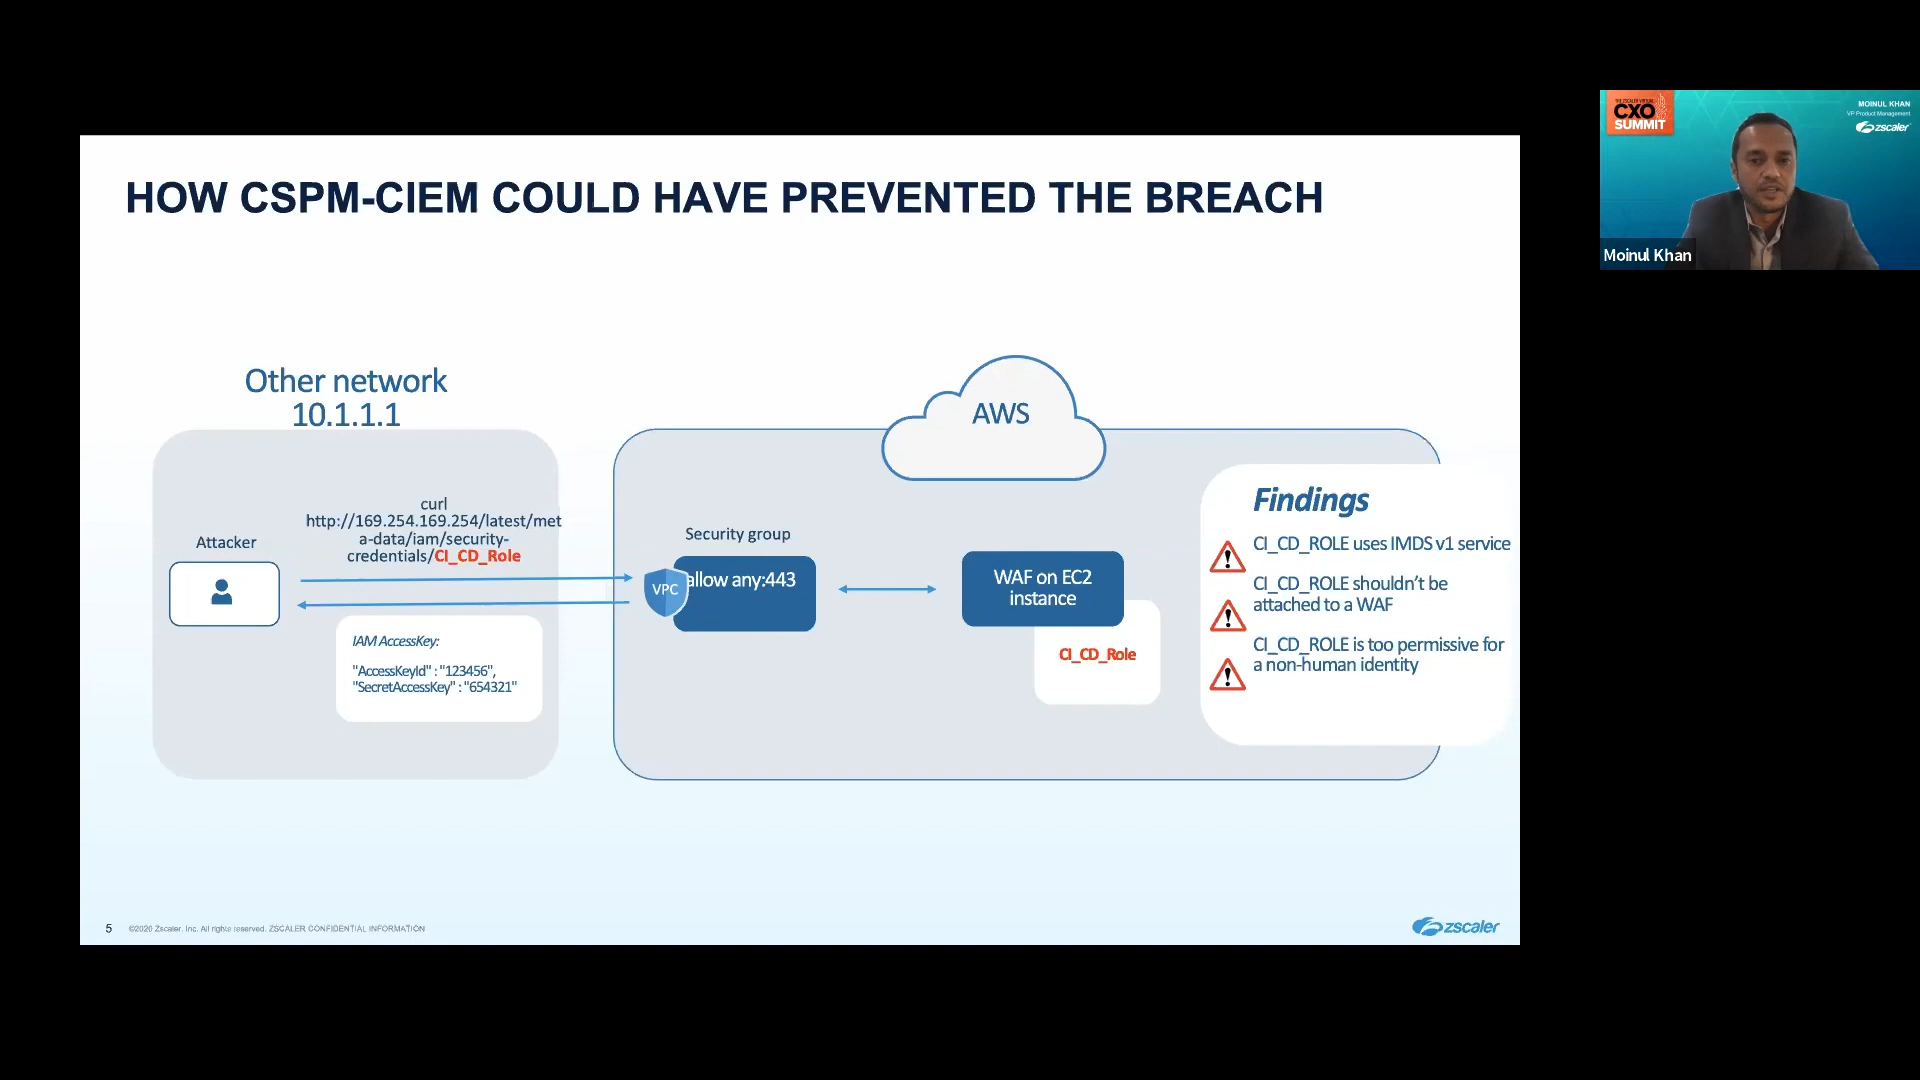 HOW CSPM-CIEM COULD HAVE PREVENTED THE BREACH
Other network
10.1.1.1
Attacker
curl
http://169.254.169.254/latest/met
a-data/iam/security-
credentials/CI_CD_Role
IAM AccessKey:
"AccessKeyId" : "123456",
"SecretAccessKey" : "654321"
AWS
Security group
VPC
allow any:443
WAF on EC2
instance
CI_CD_Role
Findings
CI_CD_ROLE uses IMDS v1 service
CI_CD_ROLE shouldn't be
attached to a WAF
CI_CD_ROLE is too permissive for
a non-human identity
5
©2020 Zscaler, Inc. All rights reserved. ZSCALER CONFIDENTIAL INFORMATION
zscaler
THE ZSCALER VIRTUAL
CXO
SUMMIT
MOINUL KHAN
VP Product Management
zscaler
Moinul Khan